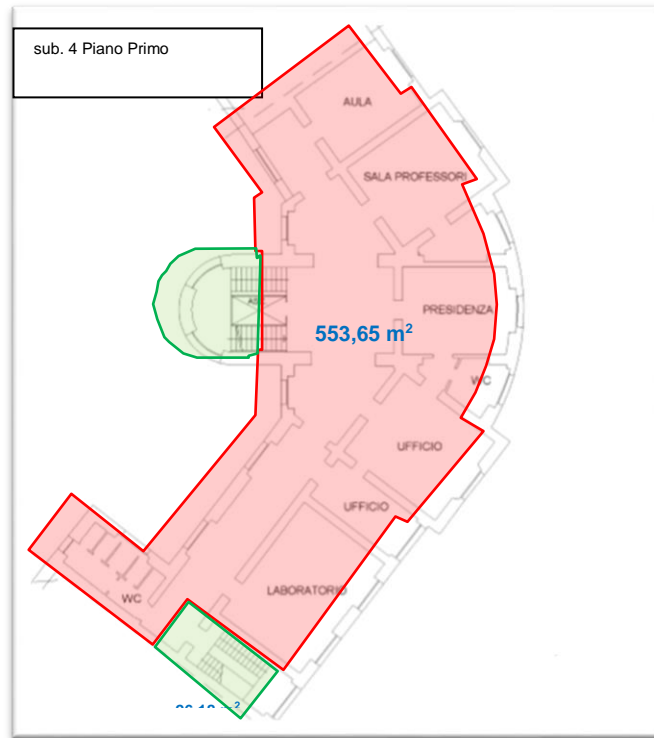 sub. 4 Piano Primo
AULA
SALA PROFESSORI
PRESIDENZA
553,65 m²
WC
UFFICIO
UFFICIO
LABORATORIO
WC